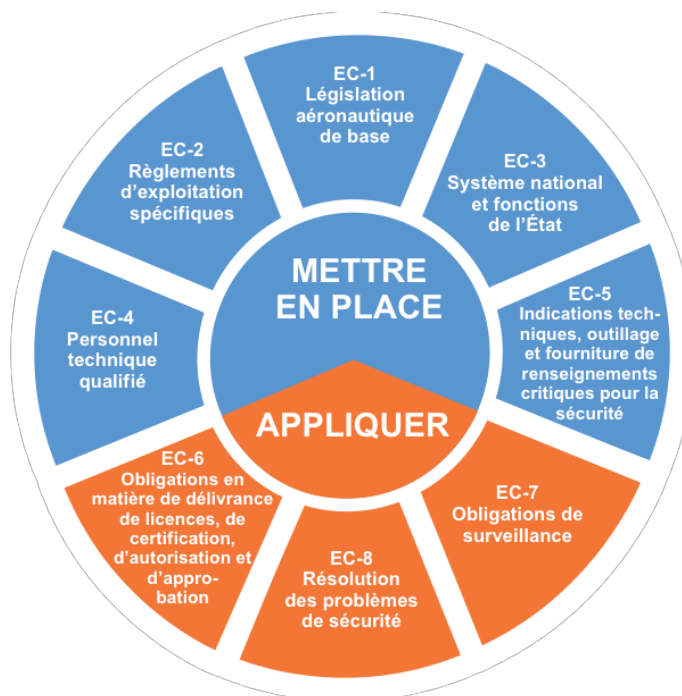 EC-1
Législation
aéronautique
de base
EC-2
Règlements
d’exploitation
spécifiques
EC-3
Système national
et fonctions
de l’État
METTRE
EN PLACE
EC-4
Personnel
technique
qualifié
EC-5
Indications tech-
niques, outillage
et fourniture de
renseignements
critiques pour la
sécurité
APPLIQUER
EC-6
Obligations en
matière de délivrance
de licences, de
certification,
d’autorisation et
d’appro-
bation
EC-7
Obligations de
surveillance
EC-8
Résolution
des problèmes
de sécurité